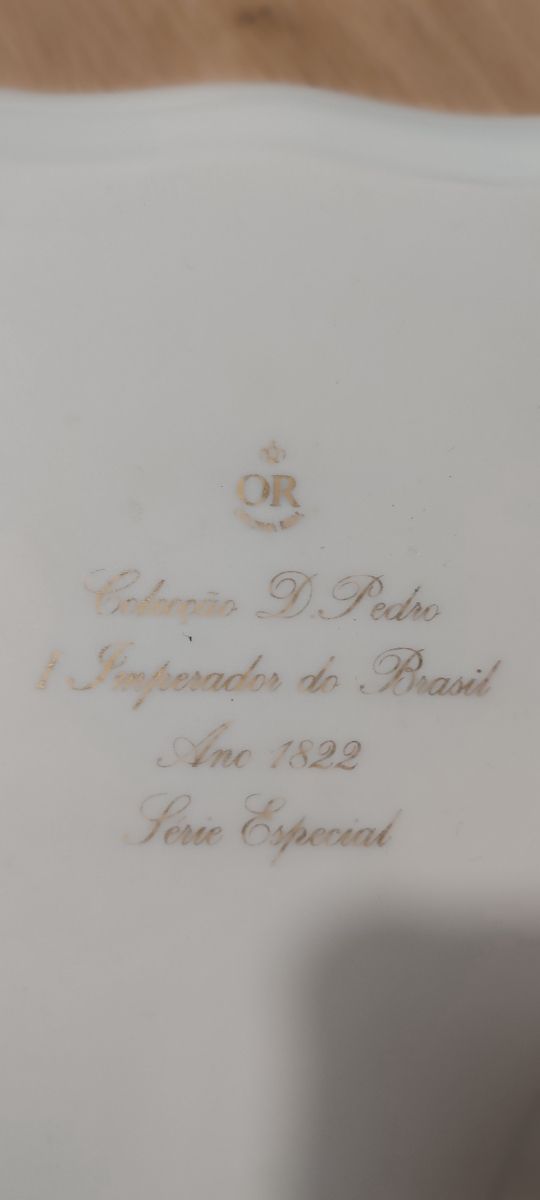 OR
Colecção D. Pedro
I Imperador do Brasil
Ano 1822
Série Especial